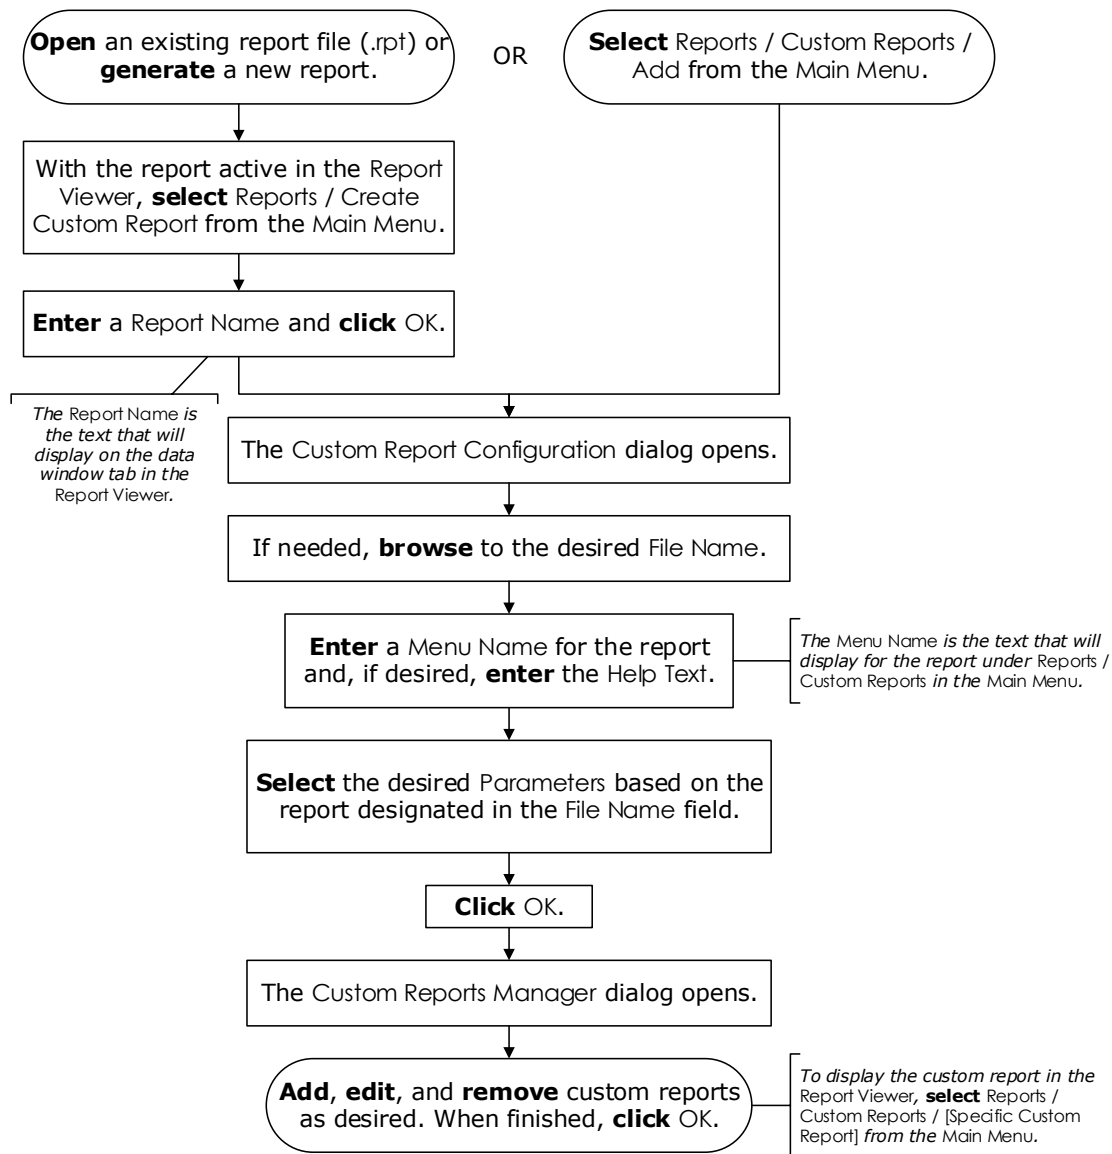 Open an existing report file (.rpt) or
generate a new report.
OR
Select Reports / Custom Reports /
Add from the Main Menu.
With the report active in the Report
Viewer, select Reports / Create
Custom Report from the Main Menu.
Enter a Report Name and click OK.
The Report Name is
the text that will
display on the data
window tab in the
Report Viewer.
The Custom Report Configuration dialog opens.
If needed, browse to the desired File Name.
Enter a Menu Name for the report
and, if desired, enter the Help Text.
The Menu Name is the text that will
display for the report under Reports /
Custom Reports in the Main Menu.
Select the desired Parameters based on the
report designated in the File Name field.
Click OK.
The Custom Reports Manager dialog opens.
Add, edit, and remove custom reports
as desired. When finished, click OK.
To display the custom report in the
Report Viewer, select Reports /
Custom Reports / [Specific Custom
Report] from the Main Menu.